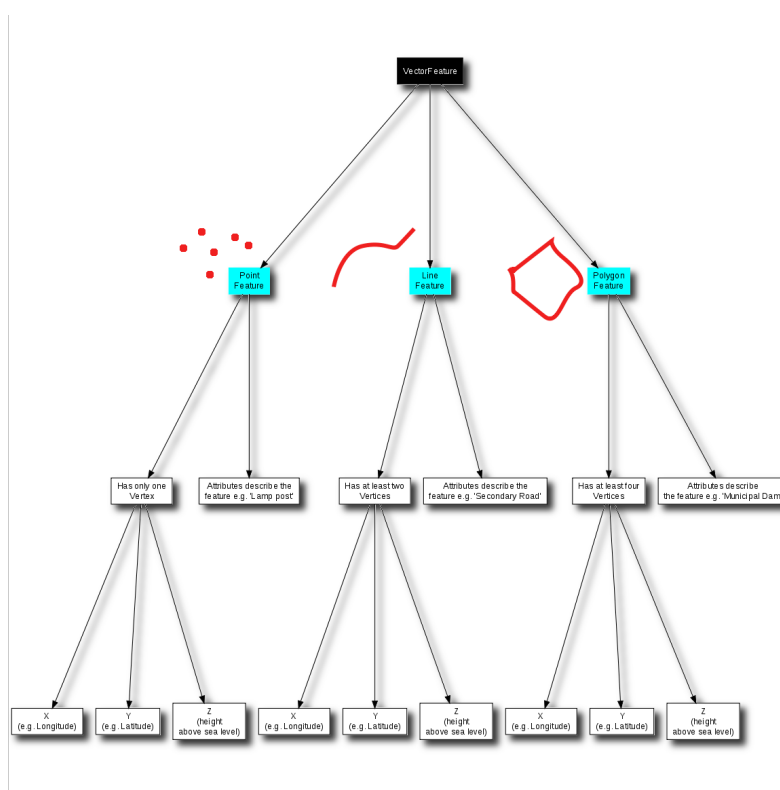 VectorFeature
Point
Feature
Line
Feature
Polygon
Feature
Has only one
Vertex
Attributes describe the
feature e.g. 'Lamp post'
Has at least two
Vertices
Attributes describe the
feature e.g. 'Secondary Road'
Has at least four
Vertices
Attributes describe
the feature e.g. 'Municipal Dam
X
(e.g. Longitude)
Y
(e.g. Latitude)
Z
(height
above sea level)
X
(e.g. Longitude)
Y
(e.g. Latitude)
Z
(height
above sea level)
X
(e.g. Longitude)
Y
(e.g. Latitude)
Z
(height
above sea level)